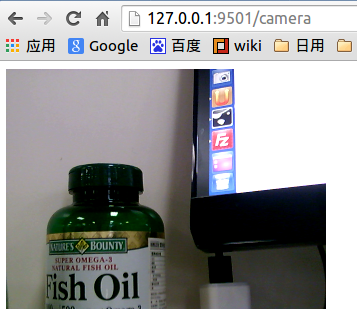 127.0.0.1:9501/camera
应用 Google 百度 wiki 日用
NATURE'S BOUNTY
SUPER OMEGA-3
NATURAL FISH OIL
Fish Oil